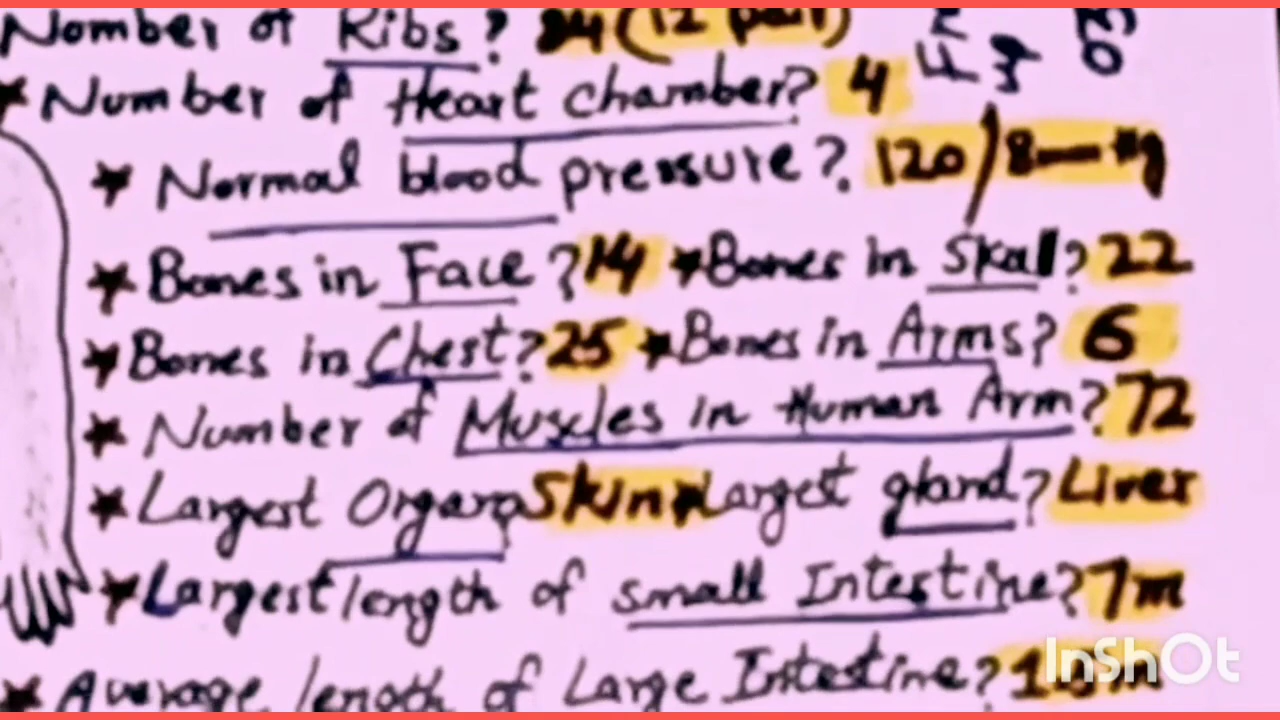 Nomber of Ribs? 24 (12 pair)
★ Number of Heart chamber? 4
★ Normal blood pressure? 120/8
★ Bones in Face? 14 ★ Bones in Skal? 22
★ Bones in Chest? 25 ★ Bones in Arms? 6
★ Number of Muscles in Human Arm? 72
★ Largest Organ? Skin ★ Largest gland? Liver
★ Largest length of small Intestine? 7m
★ Average length of Large Intestine?
InShOt